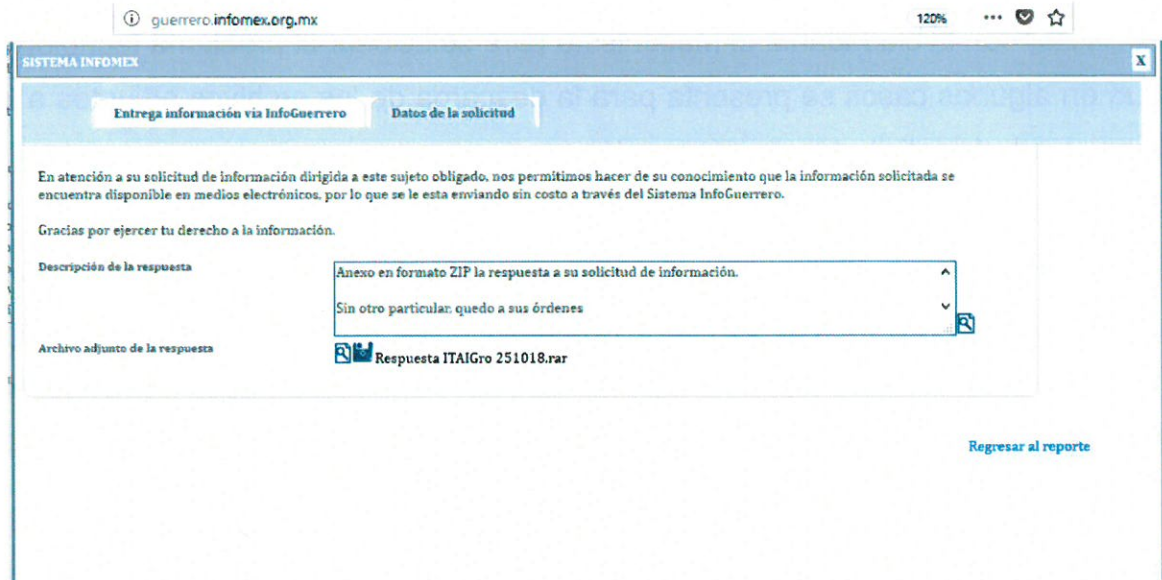 guerrero.infomex.org.mx
120%
SISTEMA INFOMEX
X
Entrega información via InfoGuerrero
Datos de la solicitud
En atención a su solicitud de información dirigida a este sujeto obligado, nos permitimos hacer de su conocimiento que la información solicitada se
encuentra disponible en medios electrónicos, por lo que se le esta enviando sin costo a través del Sistema InfoGuerrero.
Gracias por ejercer tu derecho a la información.
Descripción de la respuesta
Anexo en formato ZIP la respuesta a su solicitud de información.
Sin otro particular, quedo a sus órdenes
Archivo adjunto de la respuesta
Respuesta ITAIGro 251018.rar
Regresar al reporte